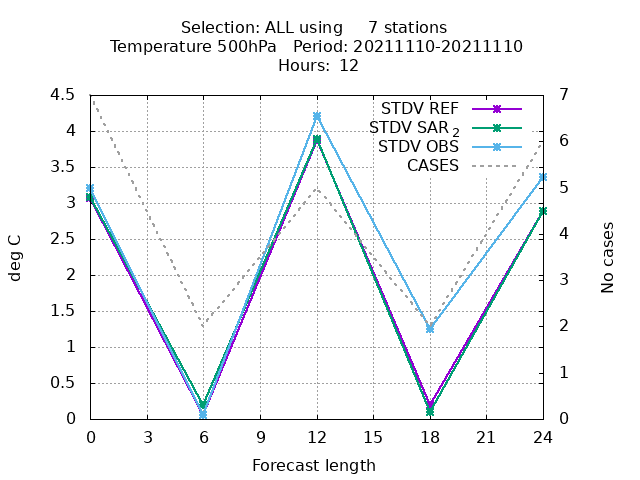 Selection: ALL using 7 stations
Temperature 500hPa Period: 20211110-20211110
Hours: 12
4.5
4
3.5
3
2.5
2
1.5
1
0.5
0
deg C
STDV REF
STDV SAR 2
STDV OBS
CASES
7
6
5
4
3
2
1
0
No cases
0 3 6 9 12 15 18 21 24
Forecast length